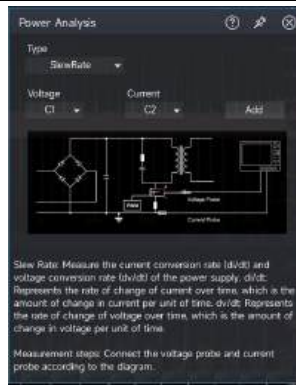 Power Analysis
Type
SlewRate
Voltage
Current
C1
C2
Add
PWM
Voltage Probe
Current Probe
Slew Rate: Measure the current conversion rate (di/dt) and
voltage conversion rate (dv/dt) of the power supply, di/dt:
Represents the rate of change of current over time, which is the
amount of change in current per unit of time. dv/dt: Represents
the rate of change of voltage over time, which is the amount of
change in voltage per unit of time.
Measurement steps: Connect the voltage probe and current
probe according to the diagram.